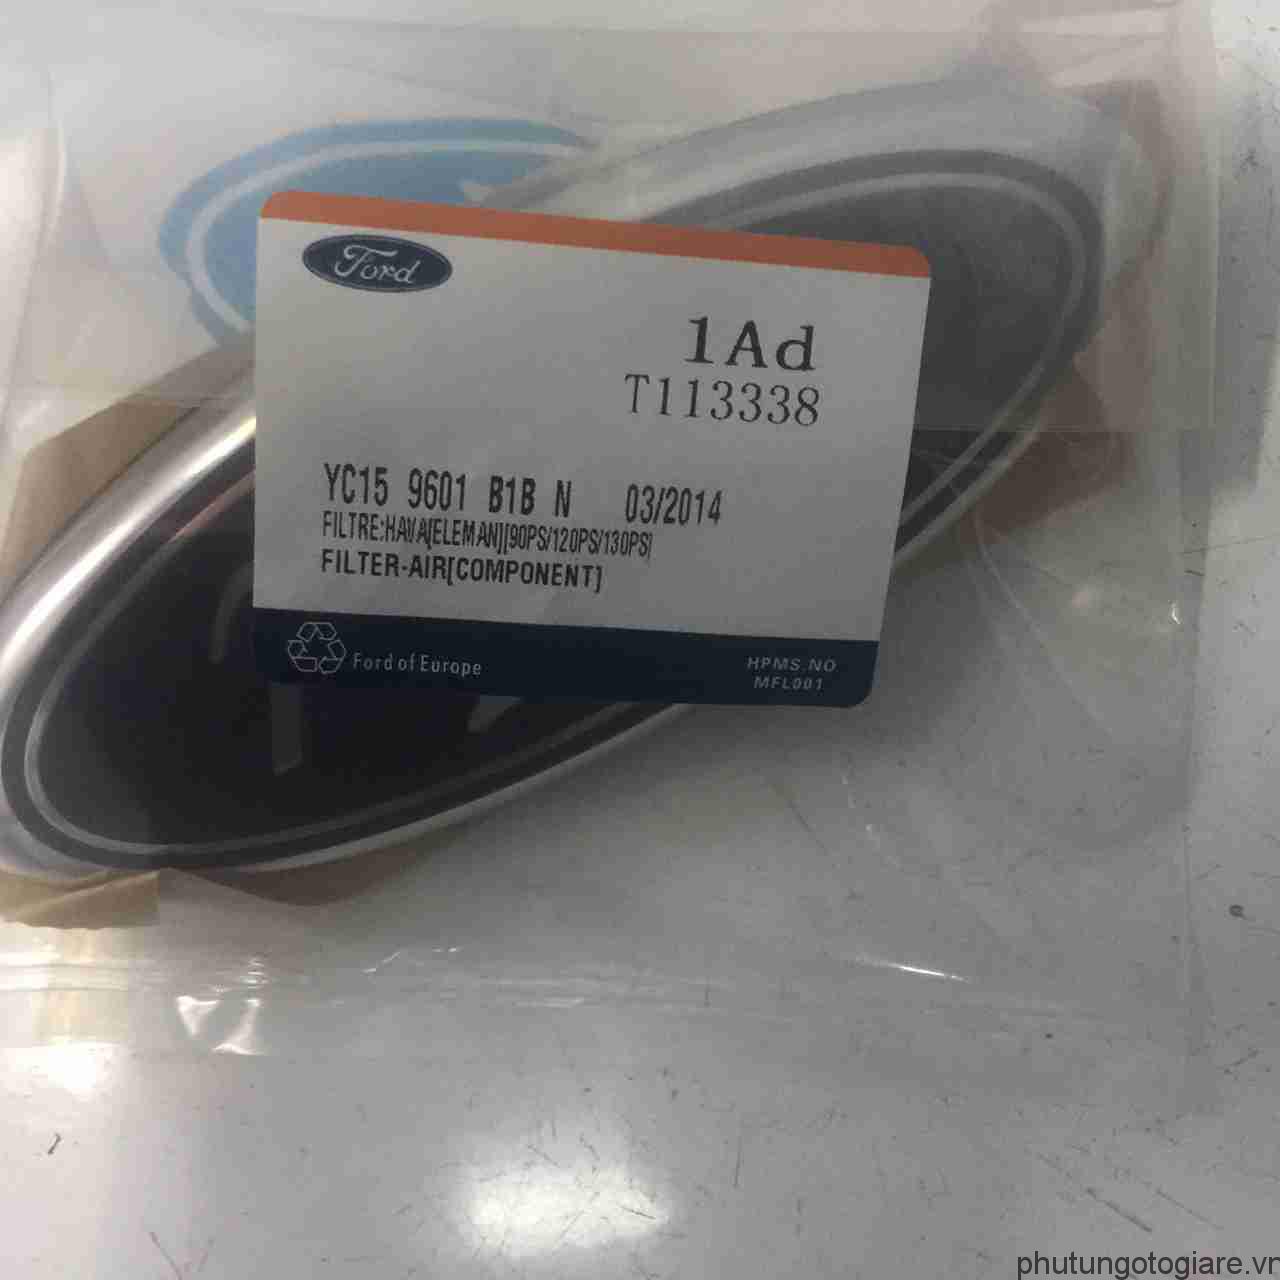 Ford
1Ad
T113338
YC15 9601 B1B N 03/2014
FILTRE:HAVA[ELEMAN][90PS/120PS/130PS]
FILTER-AIR[COMPONENT]
Ford of Europe
HPMS.NO
MFL001
phutungotogiare.vn